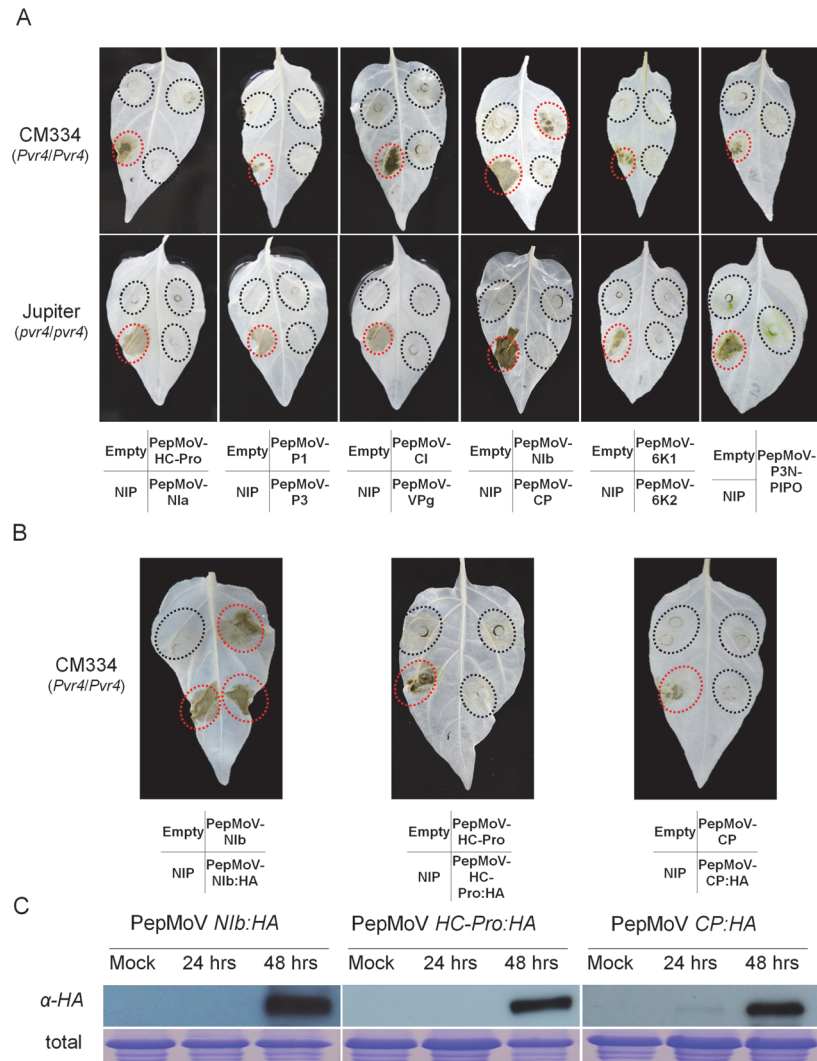 A
CM334
(Pvr4/Pvr4)
Jupiter
(pvr4/pvr4)
Empty PepMoV-HC-Pro
NIP PepMoV-NIa
Empty PepMoV-P1
NIP PepMoV-P3
Empty PepMoV-CI
NIP PepMoV-VPg
Empty PepMoV-NIb
NIP PepMoV-CP
Empty PepMoV-6K1
NIP PepMoV-6K2
Empty PepMoV-P3N-PIPO
NIP
B
CM334
(Pvr4/Pvr4)
Empty PepMoV-NIb
NIP PepMoV-NIb:HA
Empty PepMoV-HC-Pro
NIP PepMoV-HC-Pro:HA
Empty PepMoV-CP
NIP PepMoV-CP:HA
C
PepMoV NIb:HA PepMoV HC-Pro:HA PepMoV CP:HA
Mock 24 hrs 48 hrs Mock 24 hrs 48 hrs Mock 24 hrs 48 hrs
α-HA
total